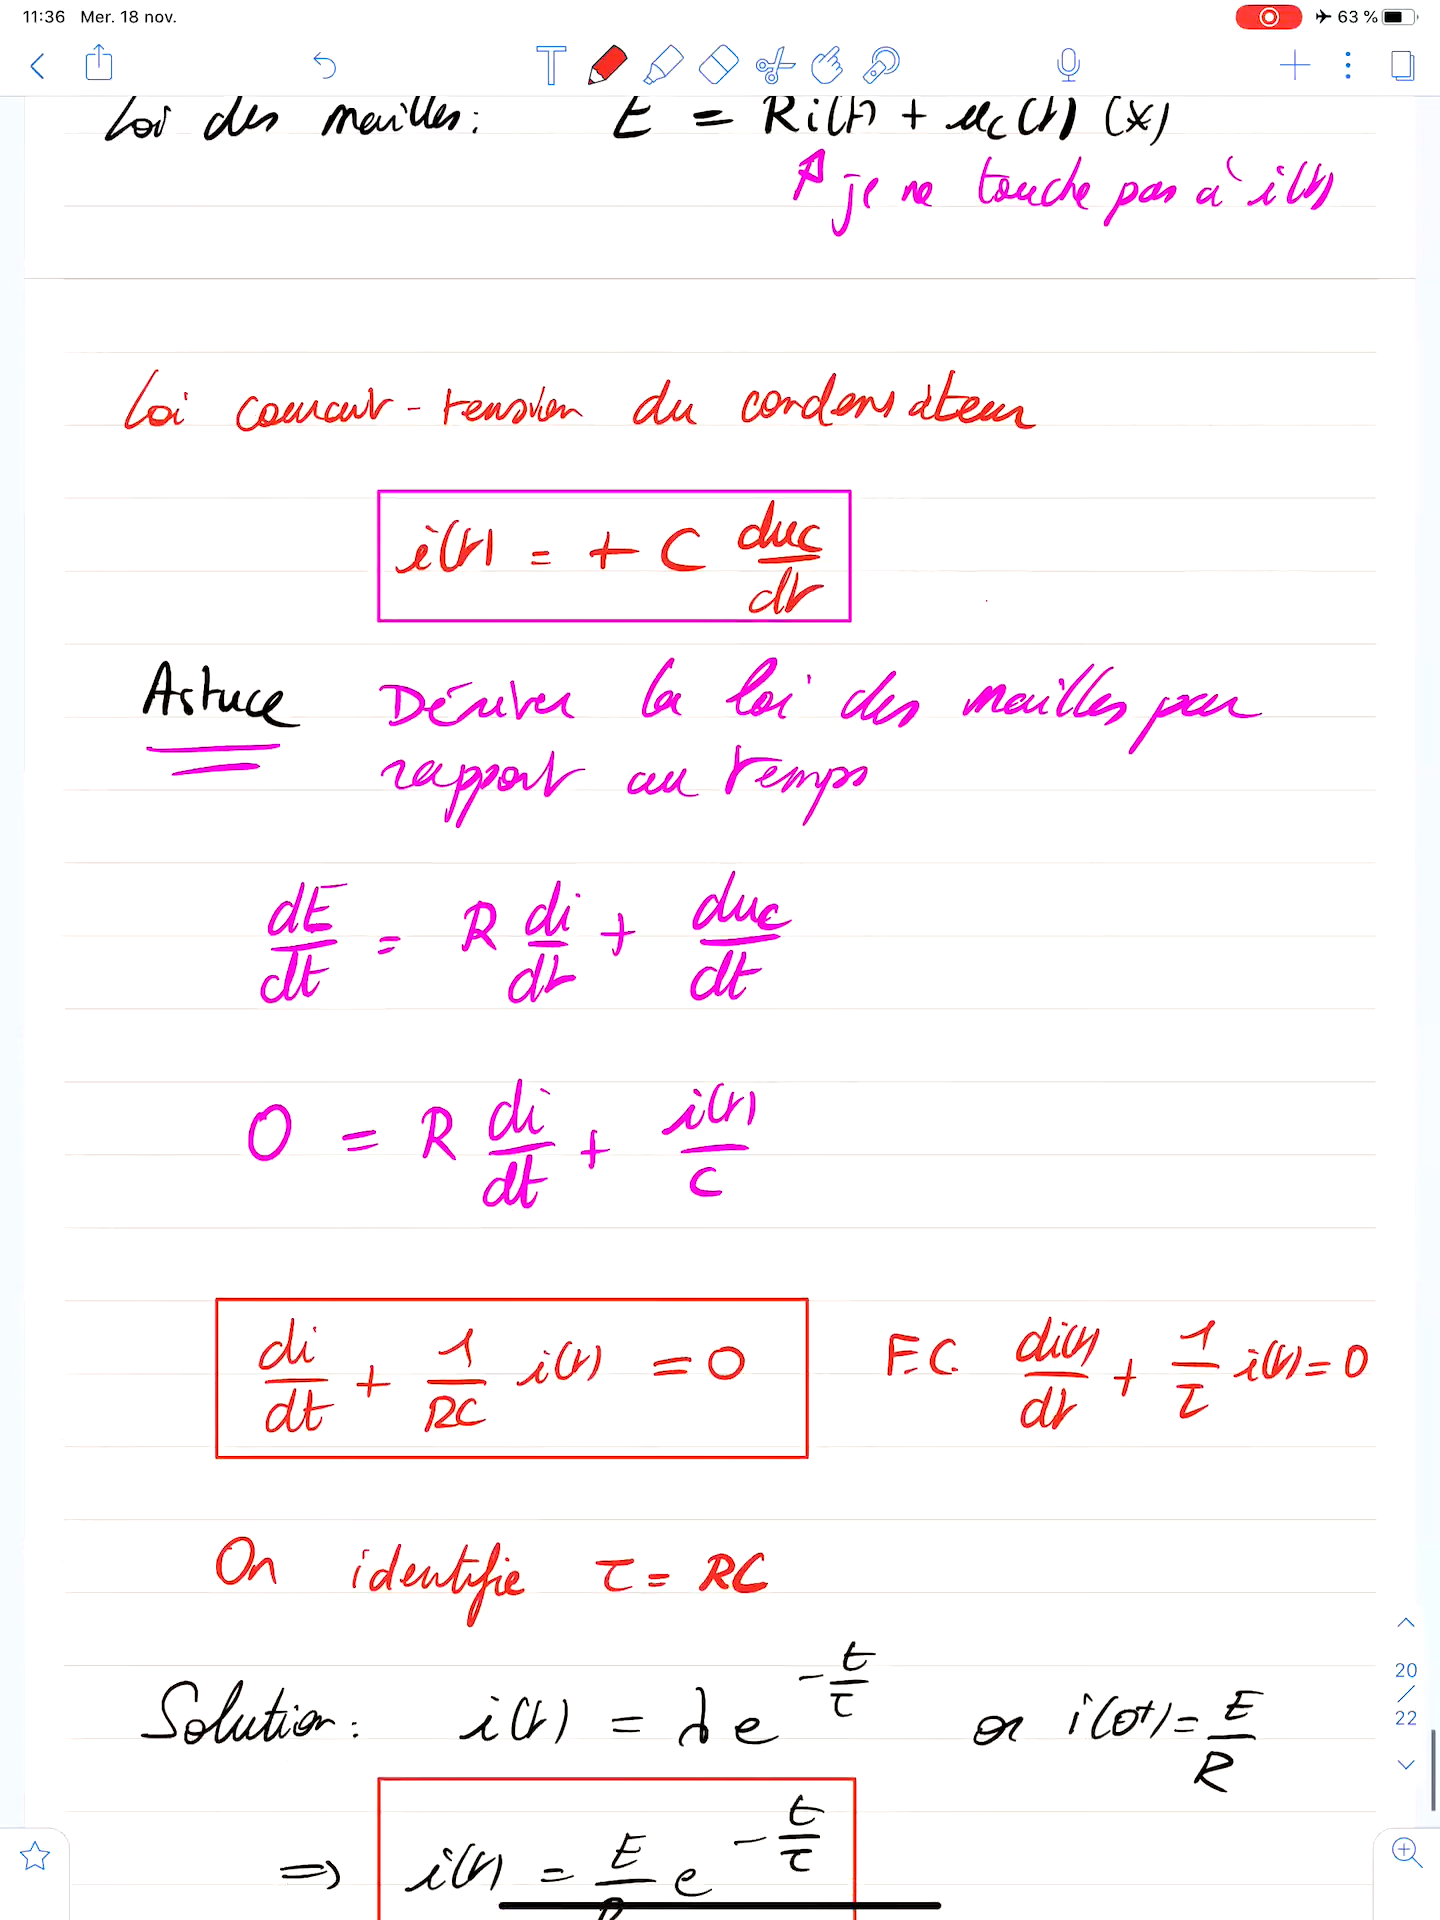 11:36 Mer. 18 nov. 63 %
Loi des mailles : E = Ri(t) + uc(t) (*)
↑ je ne touche pas à i(t)
Loi courant-tension du condensateur
i(t) = + C duc/dt
Astuce Dériver la loi des mailles par
rapport au temps
dE/dt = R di/dt + duc/dt
0 = R di/dt + i(t)/C
di/dt + 1/RC i(t) = 0 F.C. di(t)/dt + 1/τ i(t) = 0
On identifie τ = RC
Solution : i(t) = λ e^(-t/τ) or i(0+) = E/R
⇒ i(t) = E/R e^(-t/τ)
20
/
22